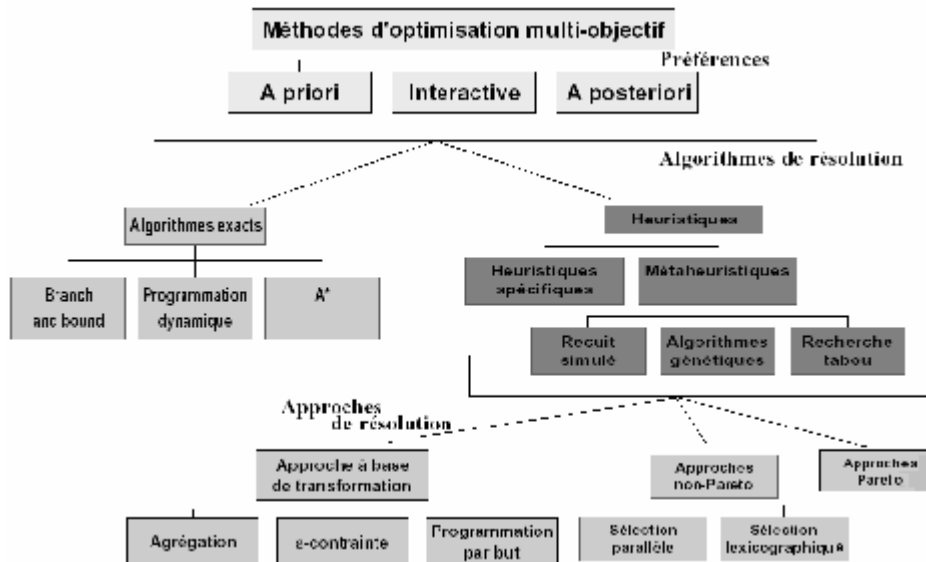 Méthodes d'optimisation multi-objectif
Préférences
A priori
Interactive
A posteriori
Algorithmes de résolution
Algorithmes exacts
Heuristiques
Branch
anc bound
Programmation
dynamique
A*
Heuristiques
spécifiques
Métaheuristiques
Recuit
simulé
Algorithmes
génétiques
Recherche
tabou
Approches
de résolution
Approche à base
de transformation
Approches
non-Pareto
Approches
Pareto
Agrégation
ε-contrainte
Programmation
par but
Sélection
parallèle
Sélection
lexicographique